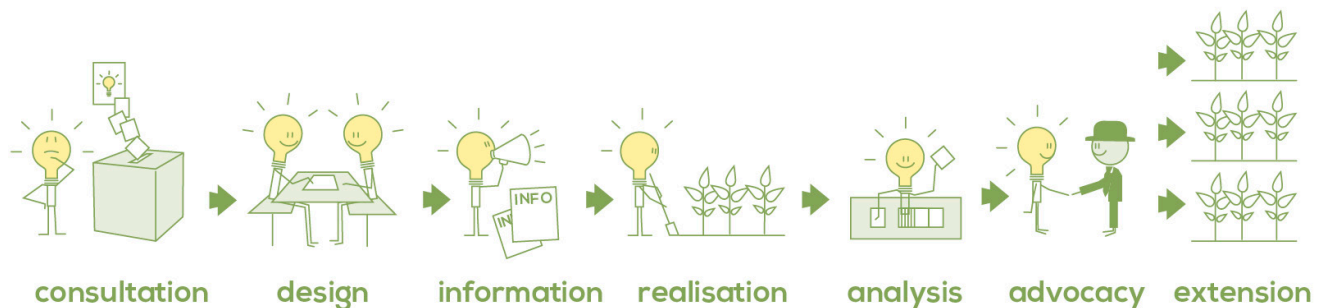 INFO
IN
consultation
design
information
realisation
analysis
advocacy
extension